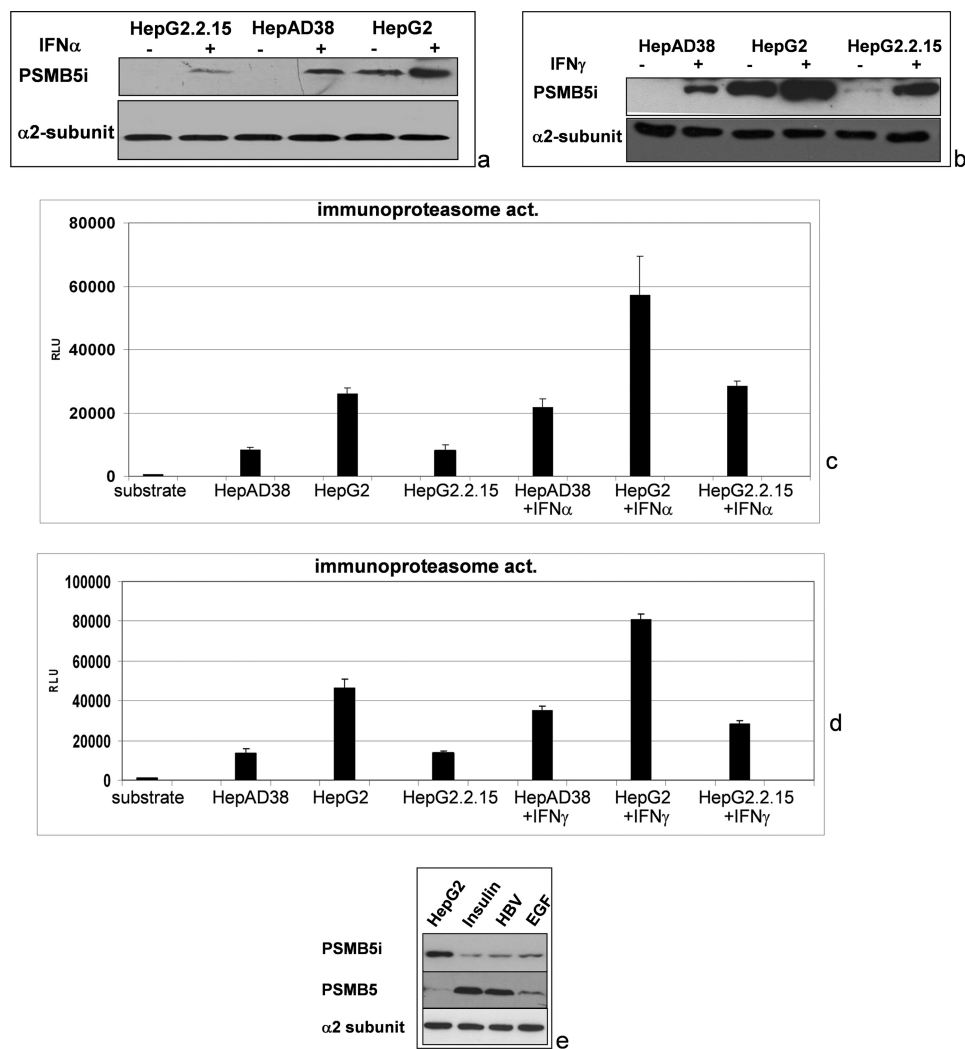 HepG2.2.15 HepAD38 HepG2
IFNα - + - + - +
PSMB5i
α2-subunit
a
HepAD38 HepG2 HepG2.2.15
IFNγ - + - + - +
PSMB5i
α2-subunit
b
immunoproteasome act.
80000
60000
40000
20000
0
RLU
substrate HepAD38 HepG2 HepG2.2.15 HepAD38 HepG2 HepG2.2.15
+IFNα +IFNα +IFNα
c
immunoproteasome act.
100000
80000
60000
40000
20000
0
RLU
substrate HepAD38 HepG2 HepG2.2.15 HepAD38 HepG2 HepG2.2.15
+IFNγ +IFNγ +IFNγ
d
HepG2 Insulin HBV EGF
PSMB5i
PSMB5
α2 subunit
e